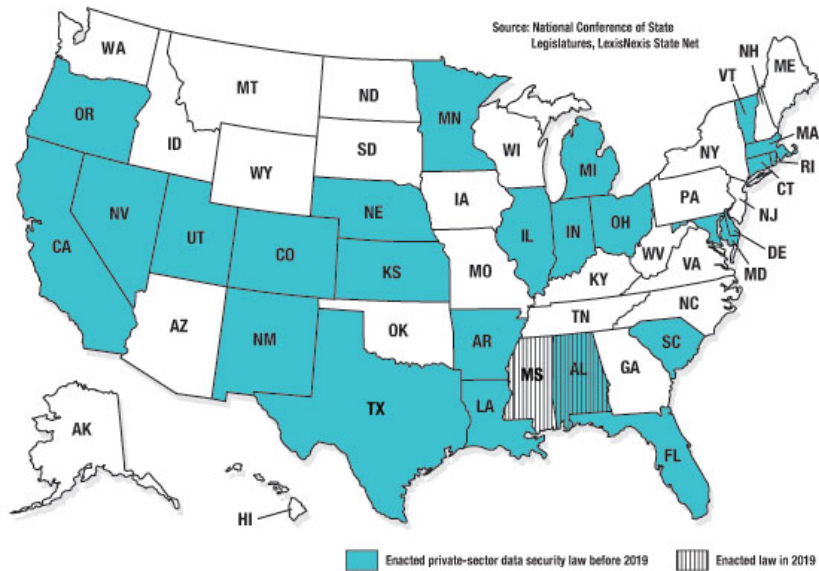 Source: National Conference of State
Legislatures, LexisNexis State Net
WA
NH
ME
VT
MT
ND
OR
MN
MA
ID
SD
WI
NY
RI
WY
MI
CT
IA
PA
NJ
NE
NV
IL
IN
OH
DE
CA
UT
CO
WV
VA
MD
KS
MO
KY
NC
TN
AZ
OK
NM
AR
SC
MS
AL
GA
TX
LA
AK
FL
HI
Enacted private-sector data security law before 2019
Enacted law in 2019